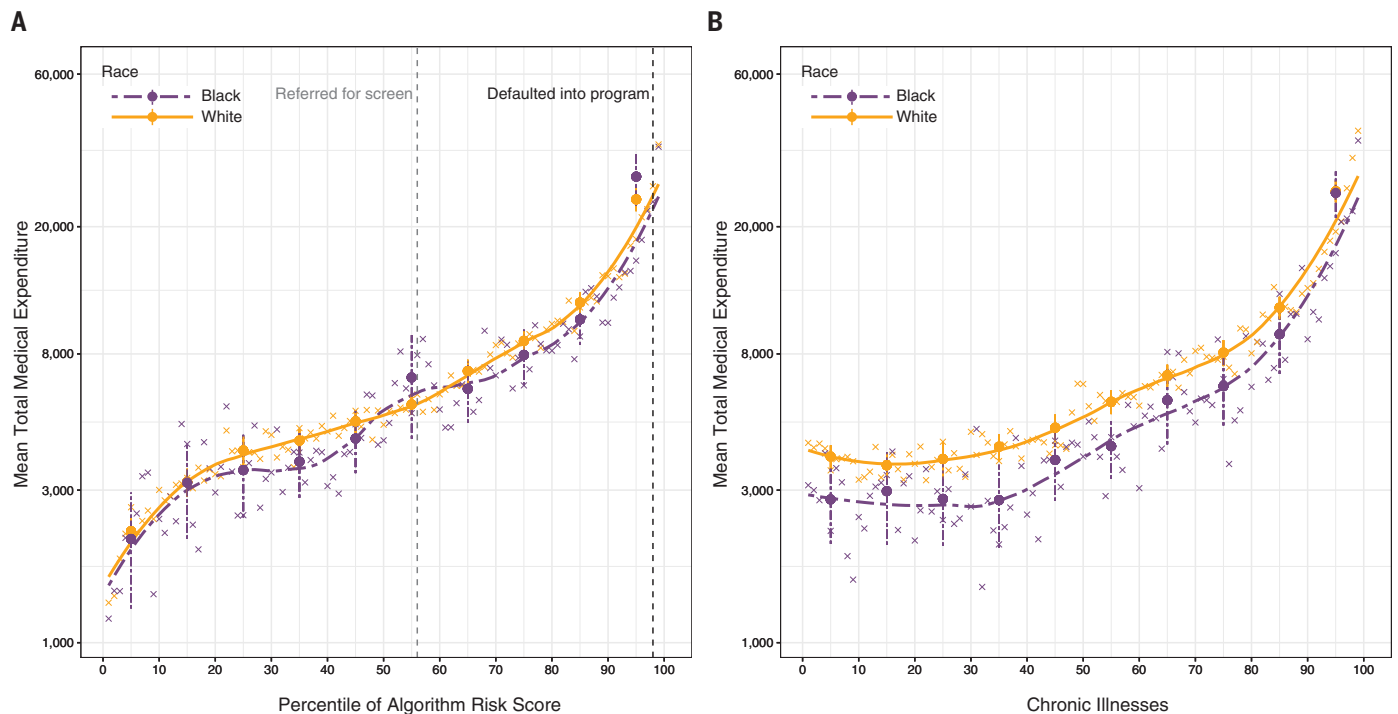 A
Race
Black
White
Referred for screen
Defaulted into program
60,000
20,000
8,000
3,000
1,000
Mean Total Medical Expenditure
0 10 20 30 40 50 60 70 80 90 100
Percentile of Algorithm Risk Score
B
Race
Black
White
60,000
20,000
8,000
3,000
1,000
Mean Total Medical Expenditure
0 10 20 30 40 50 60 70 80 90 100
Chronic Illnesses